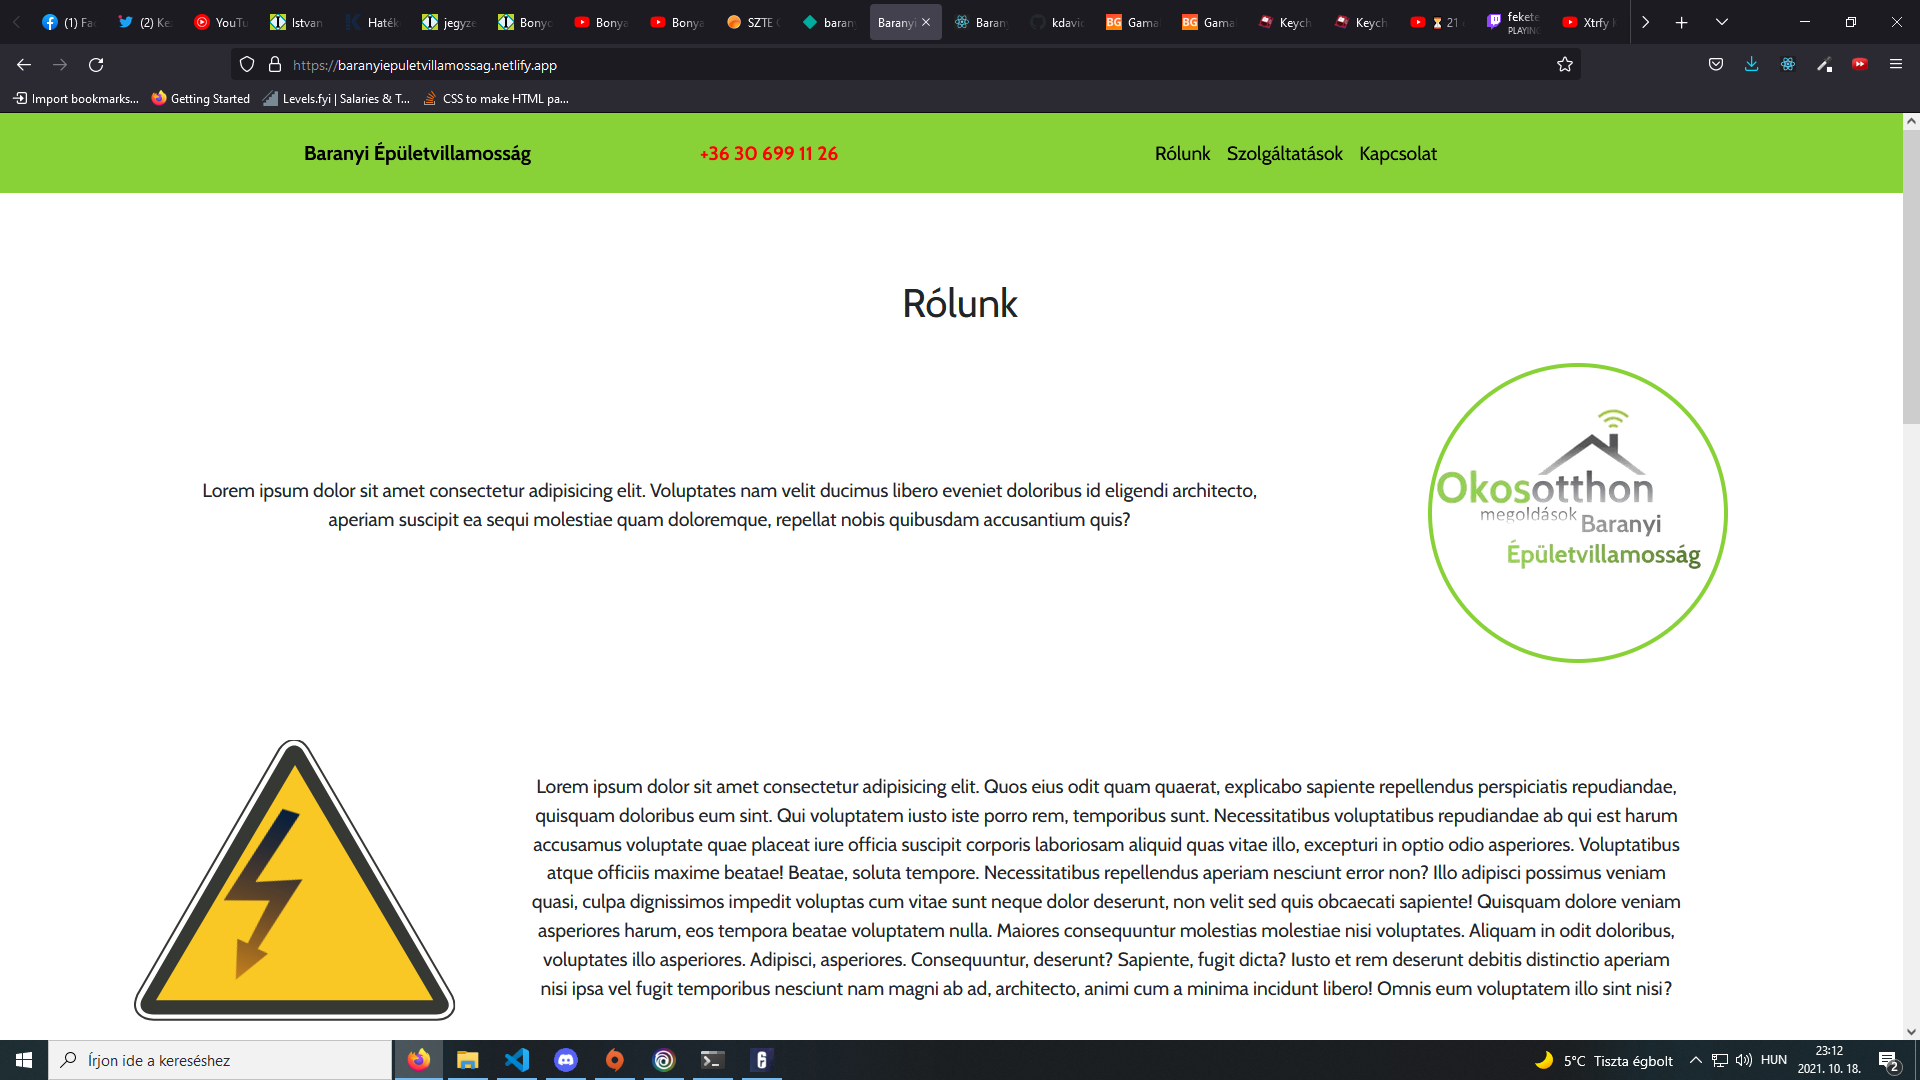 (1) Fa
(2) Ke
YouTu
Istvan
Haték
jegyze
Bonyo
Bonya
Bonya
SZTE
barany
Baranyi
Barany
kdavid
Gama
Gama
Keych
Keych
21
fekete
PLAYING
Xtrfy
https://baranyiepuletvillamossag.netlify.app
Import bookmarks...
Getting Started
Levels.fyi | Salaries & T...
CSS to make HTML pa...
Baranyi Épületvillamosság
+36 30 699 11 26
Rólunk
Szolgáltatások
Kapcsolat
Rólunk
Lorem ipsum dolor sit amet consectetur adipisicing elit. Voluptates nam velit ducimus libero eveniet doloribus id eligendi architecto,
aperiam suscipit ea sequi molestiae quam doloremque, repellat nobis quibusdam accusantium quis?
Okosotthon
megoldások
Baranyi
Épületvillamosság
Lorem ipsum dolor sit amet consectetur adipisicing elit. Quos eius odit quam quaerat, explicabo sapiente repellendus perspiciatis repudiandae,
quisquam doloribus eum sint. Qui voluptatem iusto iste porro rem, temporibus sunt. Necessitatibus voluptatibus repudiandae ab qui est harum
accusamus voluptate quae placeat iure officia suscipit corporis laboriosam aliquid quas vitae illo, excepturi in optio odio asperiores. Voluptatibus
atque officiis maxime beatae! Beatae, soluta tempore. Necessitatibus repellendus aperiam nesciunt error non? Illo adipisci possimus veniam
quasi, culpa dignissimos impedit voluptas cum vitae sunt neque dolor deserunt, non velit sed quis obcaecati sapiente! Quisquam dolore veniam
asperiores harum, eos tempora beatae voluptatem nulla. Maiores consequuntur molestias molestiae nisi voluptates. Aliquam in odit doloribus,
voluptates illo asperiores. Adipisci, asperiores. Consequuntur, deserunt? Sapiente, fugit dicta? Iusto et rem deserunt debitis distinctio aperiam
nisi ipsa vel fugit temporibus nesciunt nam magni ab ad, architecto, animi cum a minima incidunt libero! Omnis eum voluptatem illo sint nisi?
Írjon ide a kereséshez
5°C Tiszta égbolt
HUN
23:12
2021. 10. 18.
2